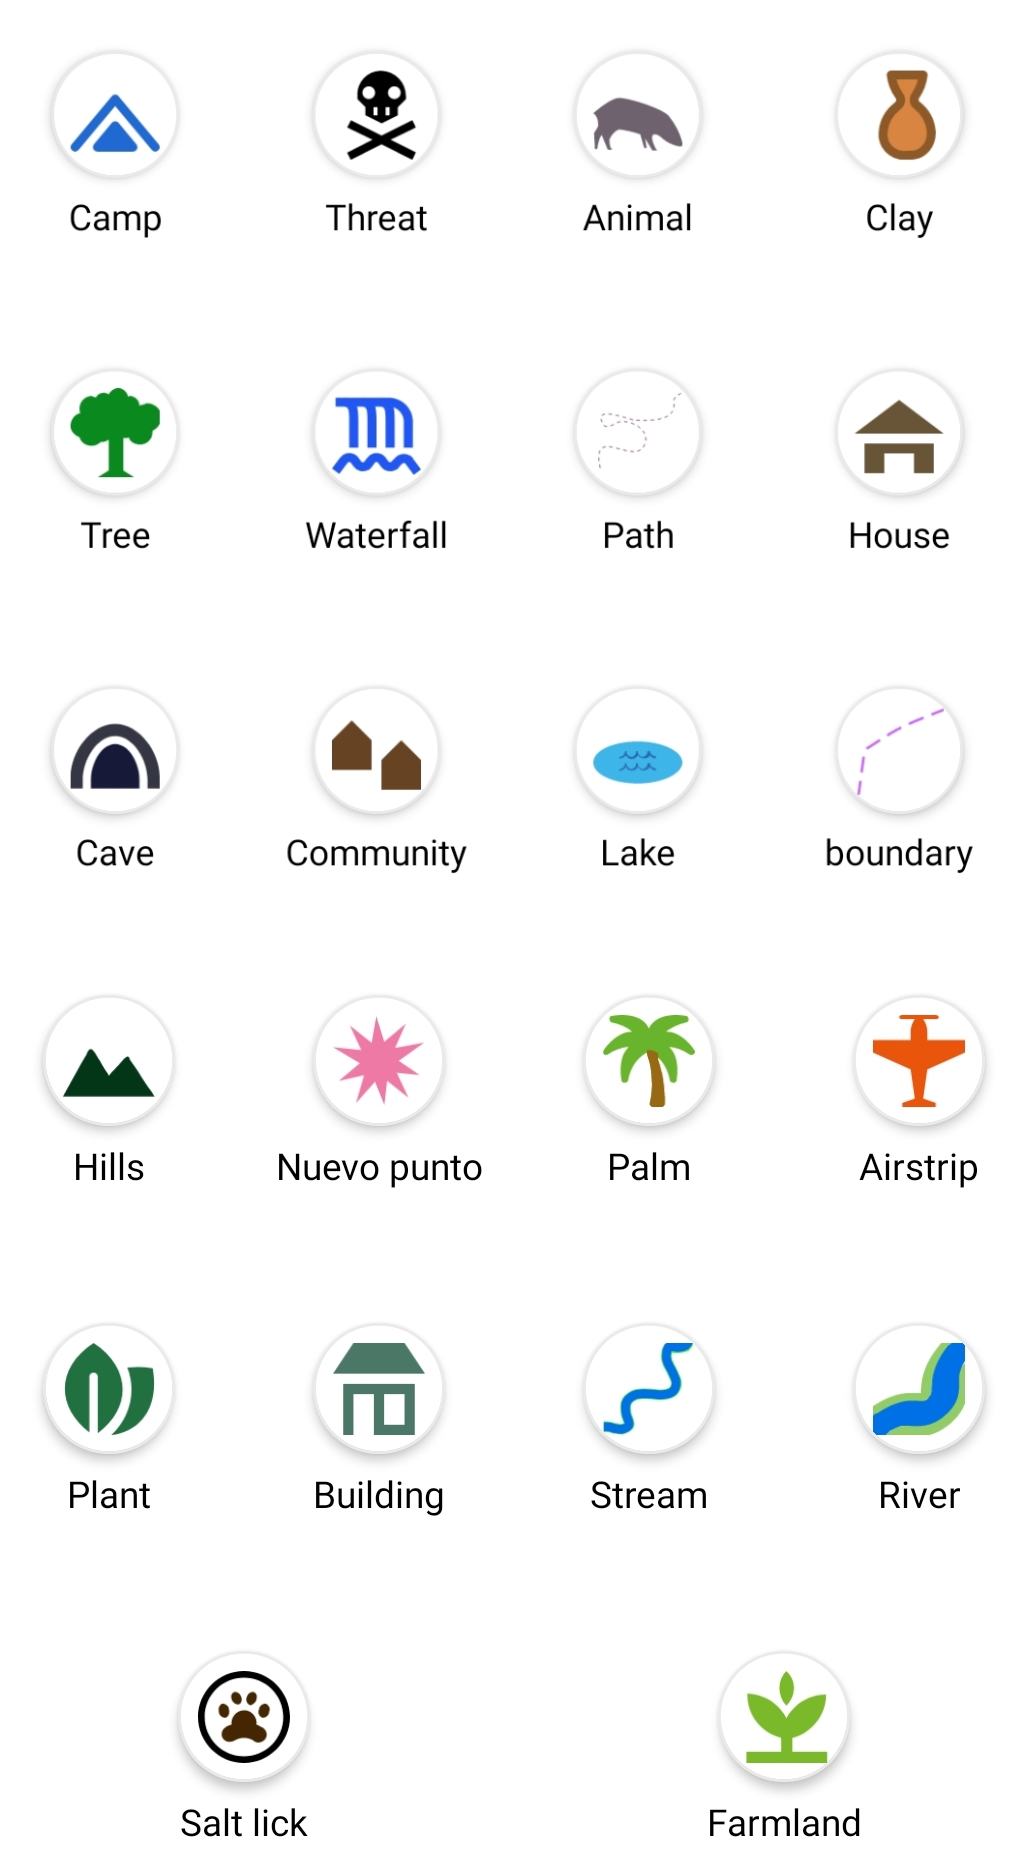 Camp
Threat
Animal
Clay
Tree
Waterfall
Path
House
Cave
Community
Lake
boundary
Hills
Nuevo punto
Palm
Airstrip
Plant
Building
Stream
River
Salt lick
Farmland